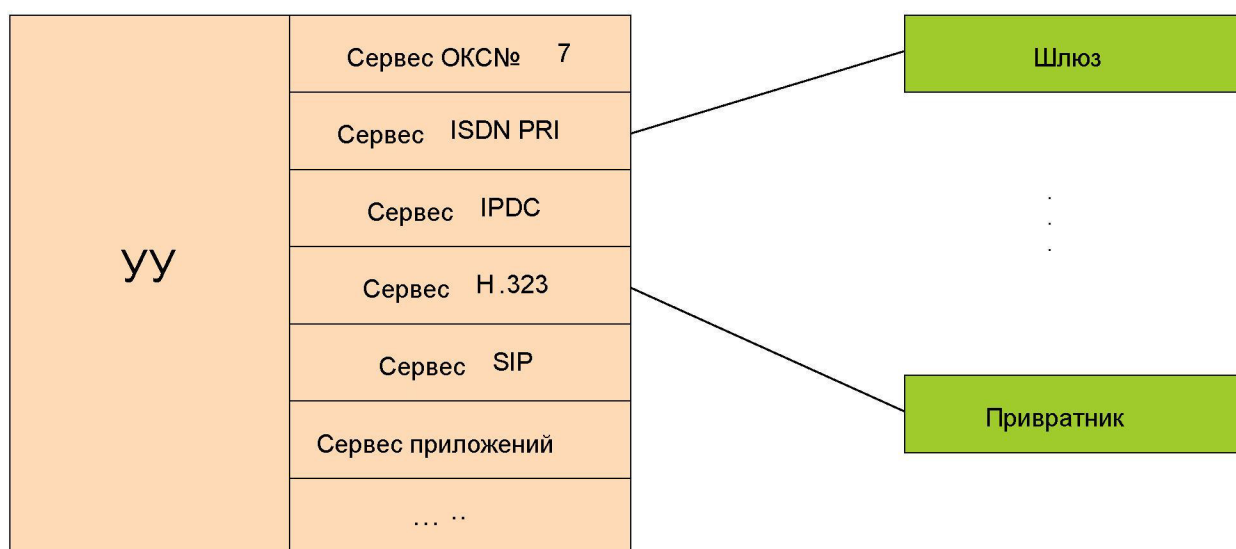 УУ
Сервес ОКС№ 7
Сервес ISDN PRI
Сервес IPDC
Сервес H.323
Сервес SIP
Сервес приложений
... ..
Шлюз
.
.
.
Привратник